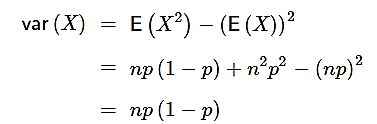 var (X) = E (X²) − (E (X))²
= np (1 − p) + n²p² − (np)²
= np (1 − p)